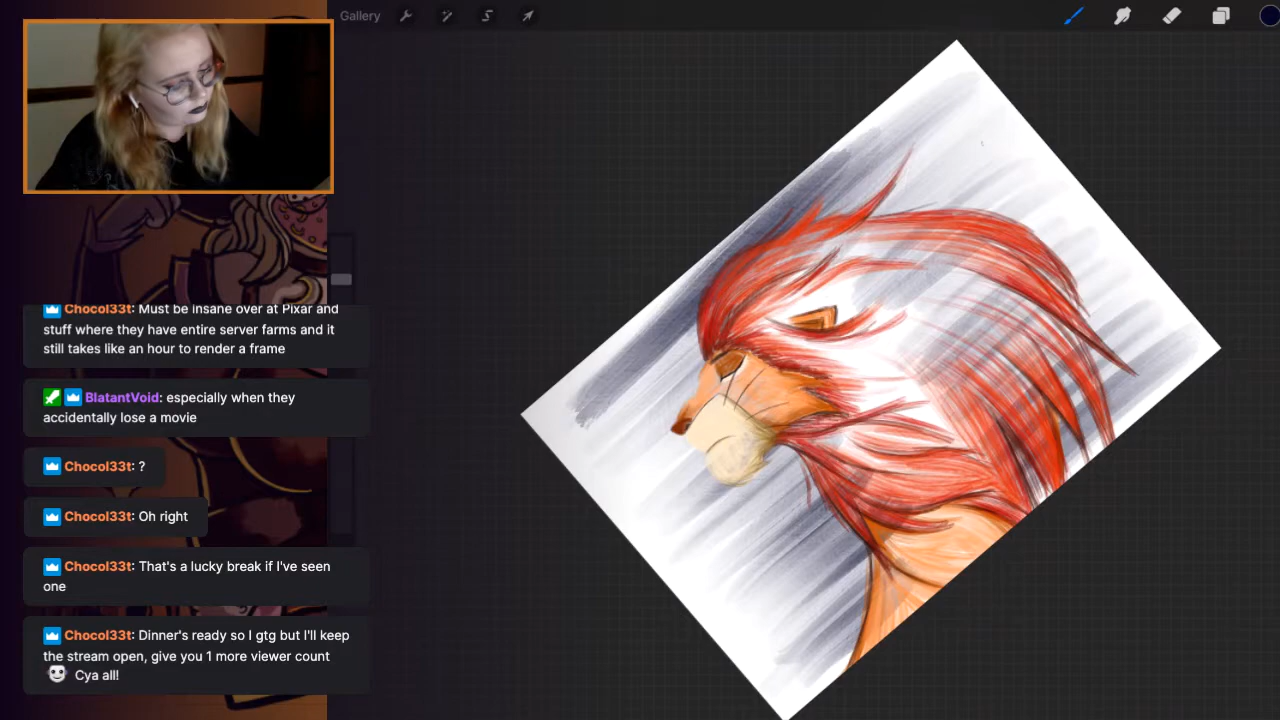 Gallery
Chocol33t: Must be insane over at Pixar and
stuff where they have entire server farms and it
still takes like an hour to render a frame
BlatantVoid: especially when they
accidentally lose a movie
Chocol33t: ?
Chocol33t: Oh right
Chocol33t: That's a lucky break if I've seen
one
Chocol33t: Dinner's ready so I gtg but I'll keep
the stream open, give you 1 more viewer count
Cya all!